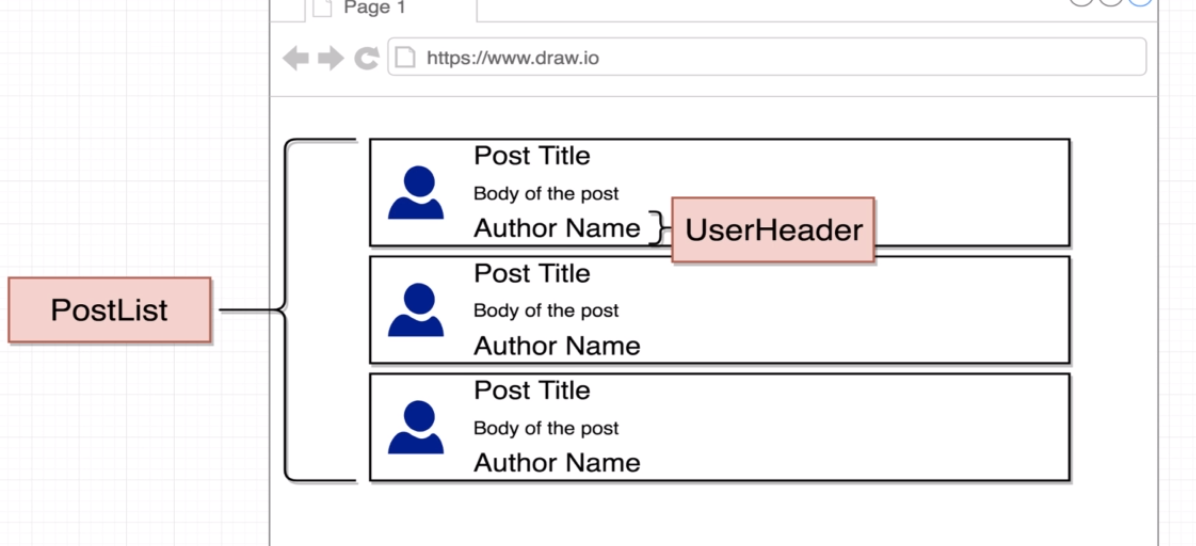 Page 1
https://www.draw.io
Post Title
Body of the post
Author Name
UserHeader
Post Title
Body of the post
Author Name
PostList
Post Title
Body of the post
Author Name